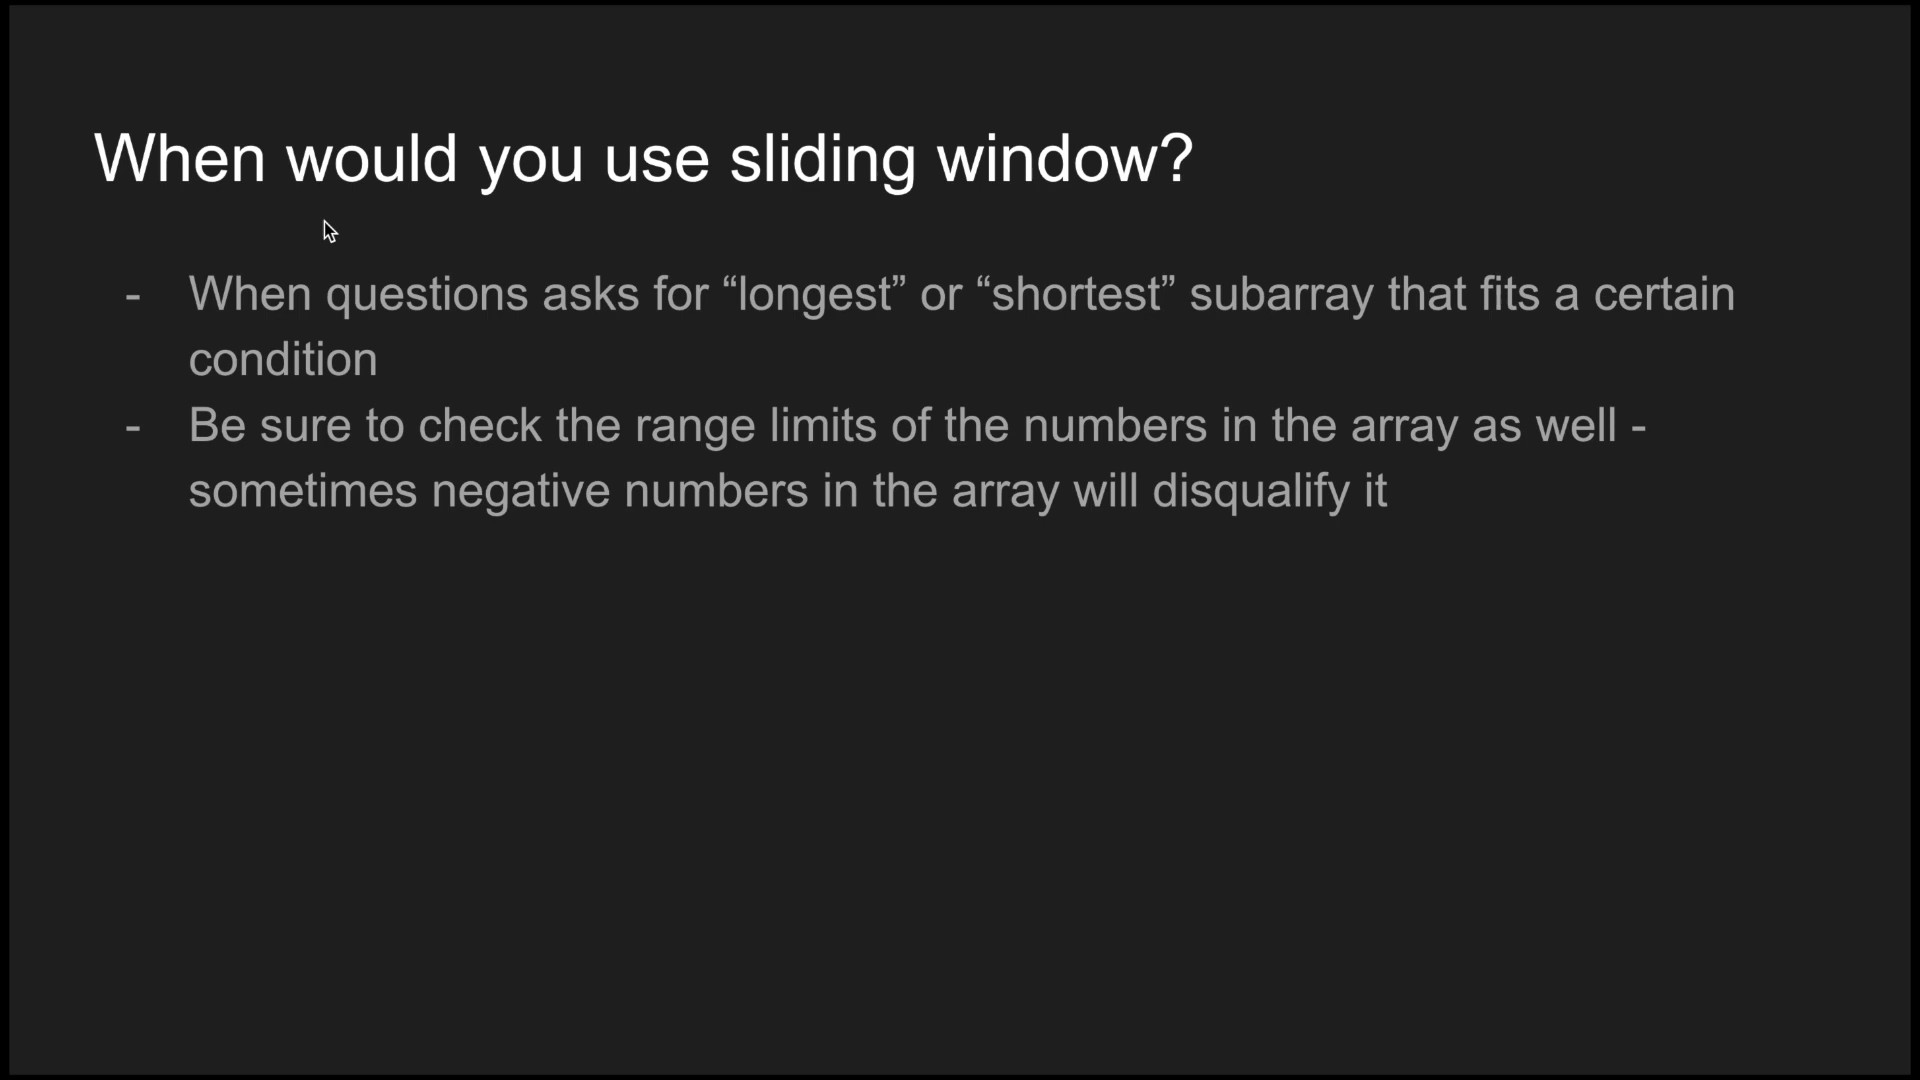 When would you use sliding window?
- When questions asks for “longest” or “shortest” subarray that fits a certain
condition
- Be sure to check the range limits of the numbers in the array as well -
sometimes negative numbers in the array will disqualify it